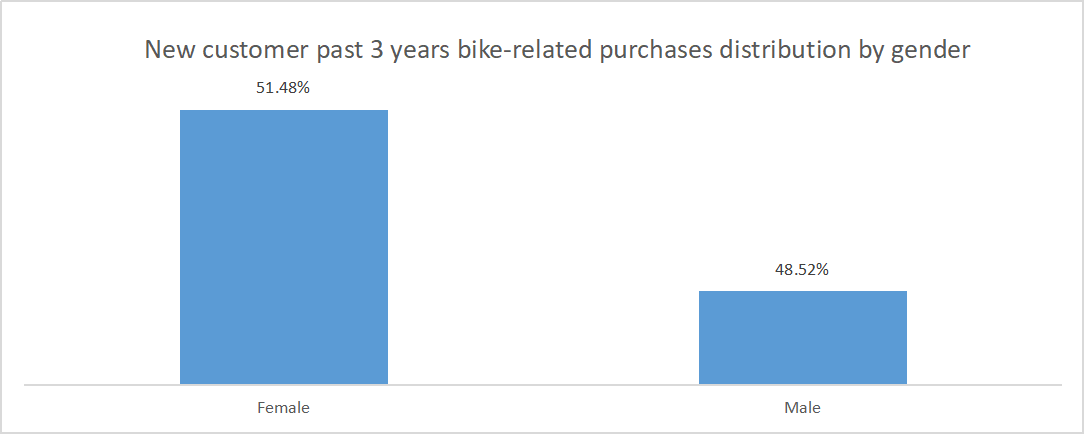 New customer past 3 years bike-related purchases distribution by gender
51.48%
48.52%
Female
Male